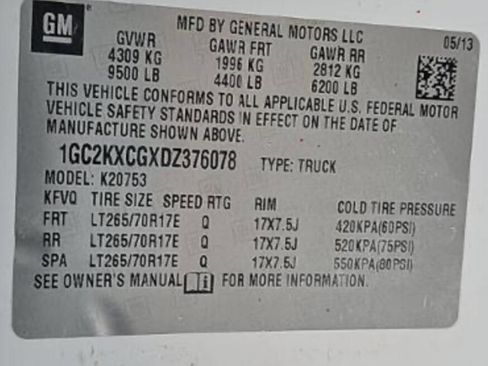 GM
MFD BY GENERAL MOTORS LLC
05/13
GVWR GAWR FRT GAWR RR
4309 KG 1996 KG 2812 KG
9500 LB 4400 LB 6200 LB
THIS VEHICLE CONFORMS TO ALL APPLICABLE U.S. FEDERAL MOTOR
VEHICLE SAFETY STANDARDS IN EFFECT ON THE DATE OF
MANUFACTURE SHOWN ABOVE.
1GC2KXCGXDZ376078 TYPE: TRUCK
MODEL: K20753
KFVQ TIRE SIZE SPEED RTG RIM COLD TIRE PRESSURE
FRT LT265/70R17E Q 17X7.5J 420KPA(60PSI)
RR LT265/70R17E Q 17X7.5J 520KPA(75PSI)
SPA LT265/70R17E Q 17X7.5J 550KPA(80PSI)
SEE OWNER'S MANUAL FOR MORE INFORMATION.